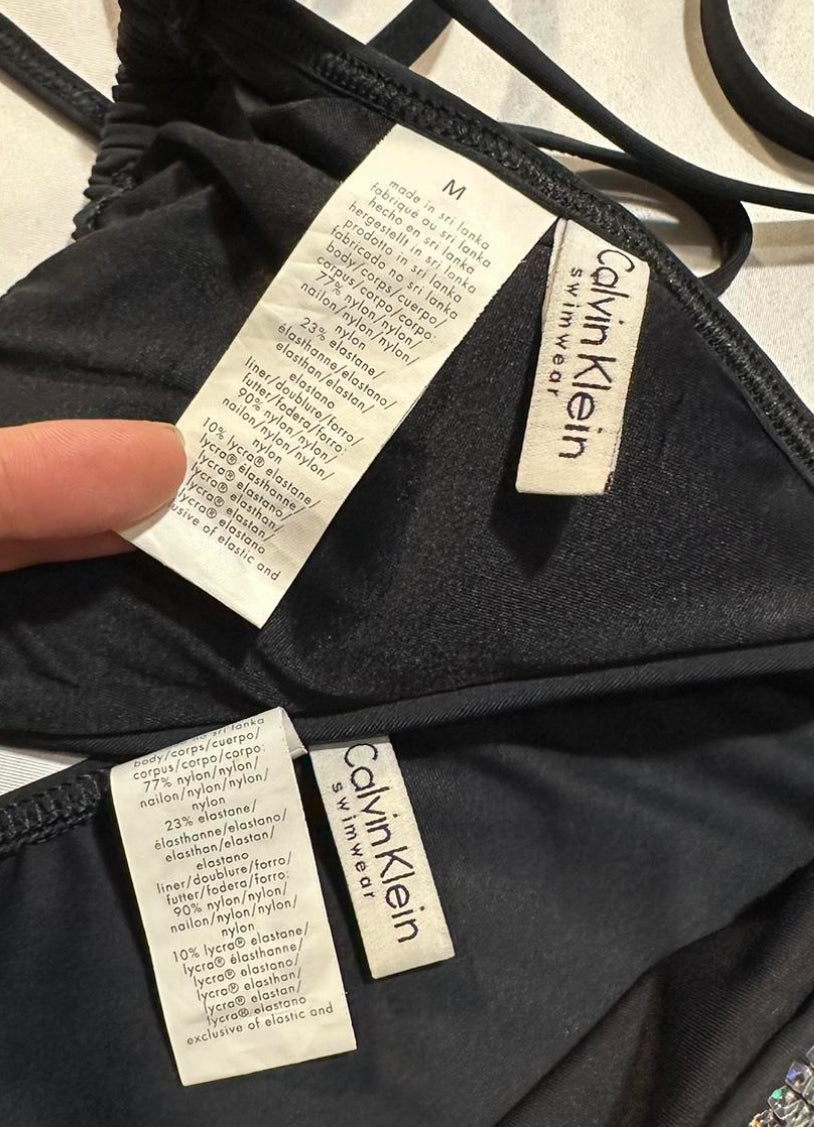 M
made in sri lanka
fabriqué au sri lanka
hecho en sri lanka
hergestellt in sri lanka
prodotto in sri lanka
fabricado no sri lanka
body/corps/cuerpo/
corpus/corpo/corpo:
77% nylon/nylon/
nailon/nylon/nylon/
nylon
23% elastane/
élasthanne/elastano/
elasthan/elastan/
elastano
liner/doublure/forro/
futter/fodera/forro:
90% nylon/nylon/
nailon/nylon/nylon/
nylon
10% lycra® elastane/
lycra® élasthanne/
lycra® elastano/
lycra® elasthan/
lycra® elastan/
lycra® elastano
usive of elastic and
Calvin Klein
swimwear
no sri lanka
body/corps/cuerpo/
corpus/corpo/corpo:
77% nylon/nylon/
nailon/nylon/nylon/
nylon
23% elastane/
élasthanne/elastano/
elasthan/elastan/
elastano
liner/doublure/forro/
futter/fodera/forro:
90% nylon/nylon/
nailon/nylon/nylon/
nylon
10% lycra® elastane/
lycra® élasthanne/
lycra® elastano/
lycra® elasthan/
lycra® elastan/
lycra® elastano
exclusive of elastic and
Calvin Klein
swimwear